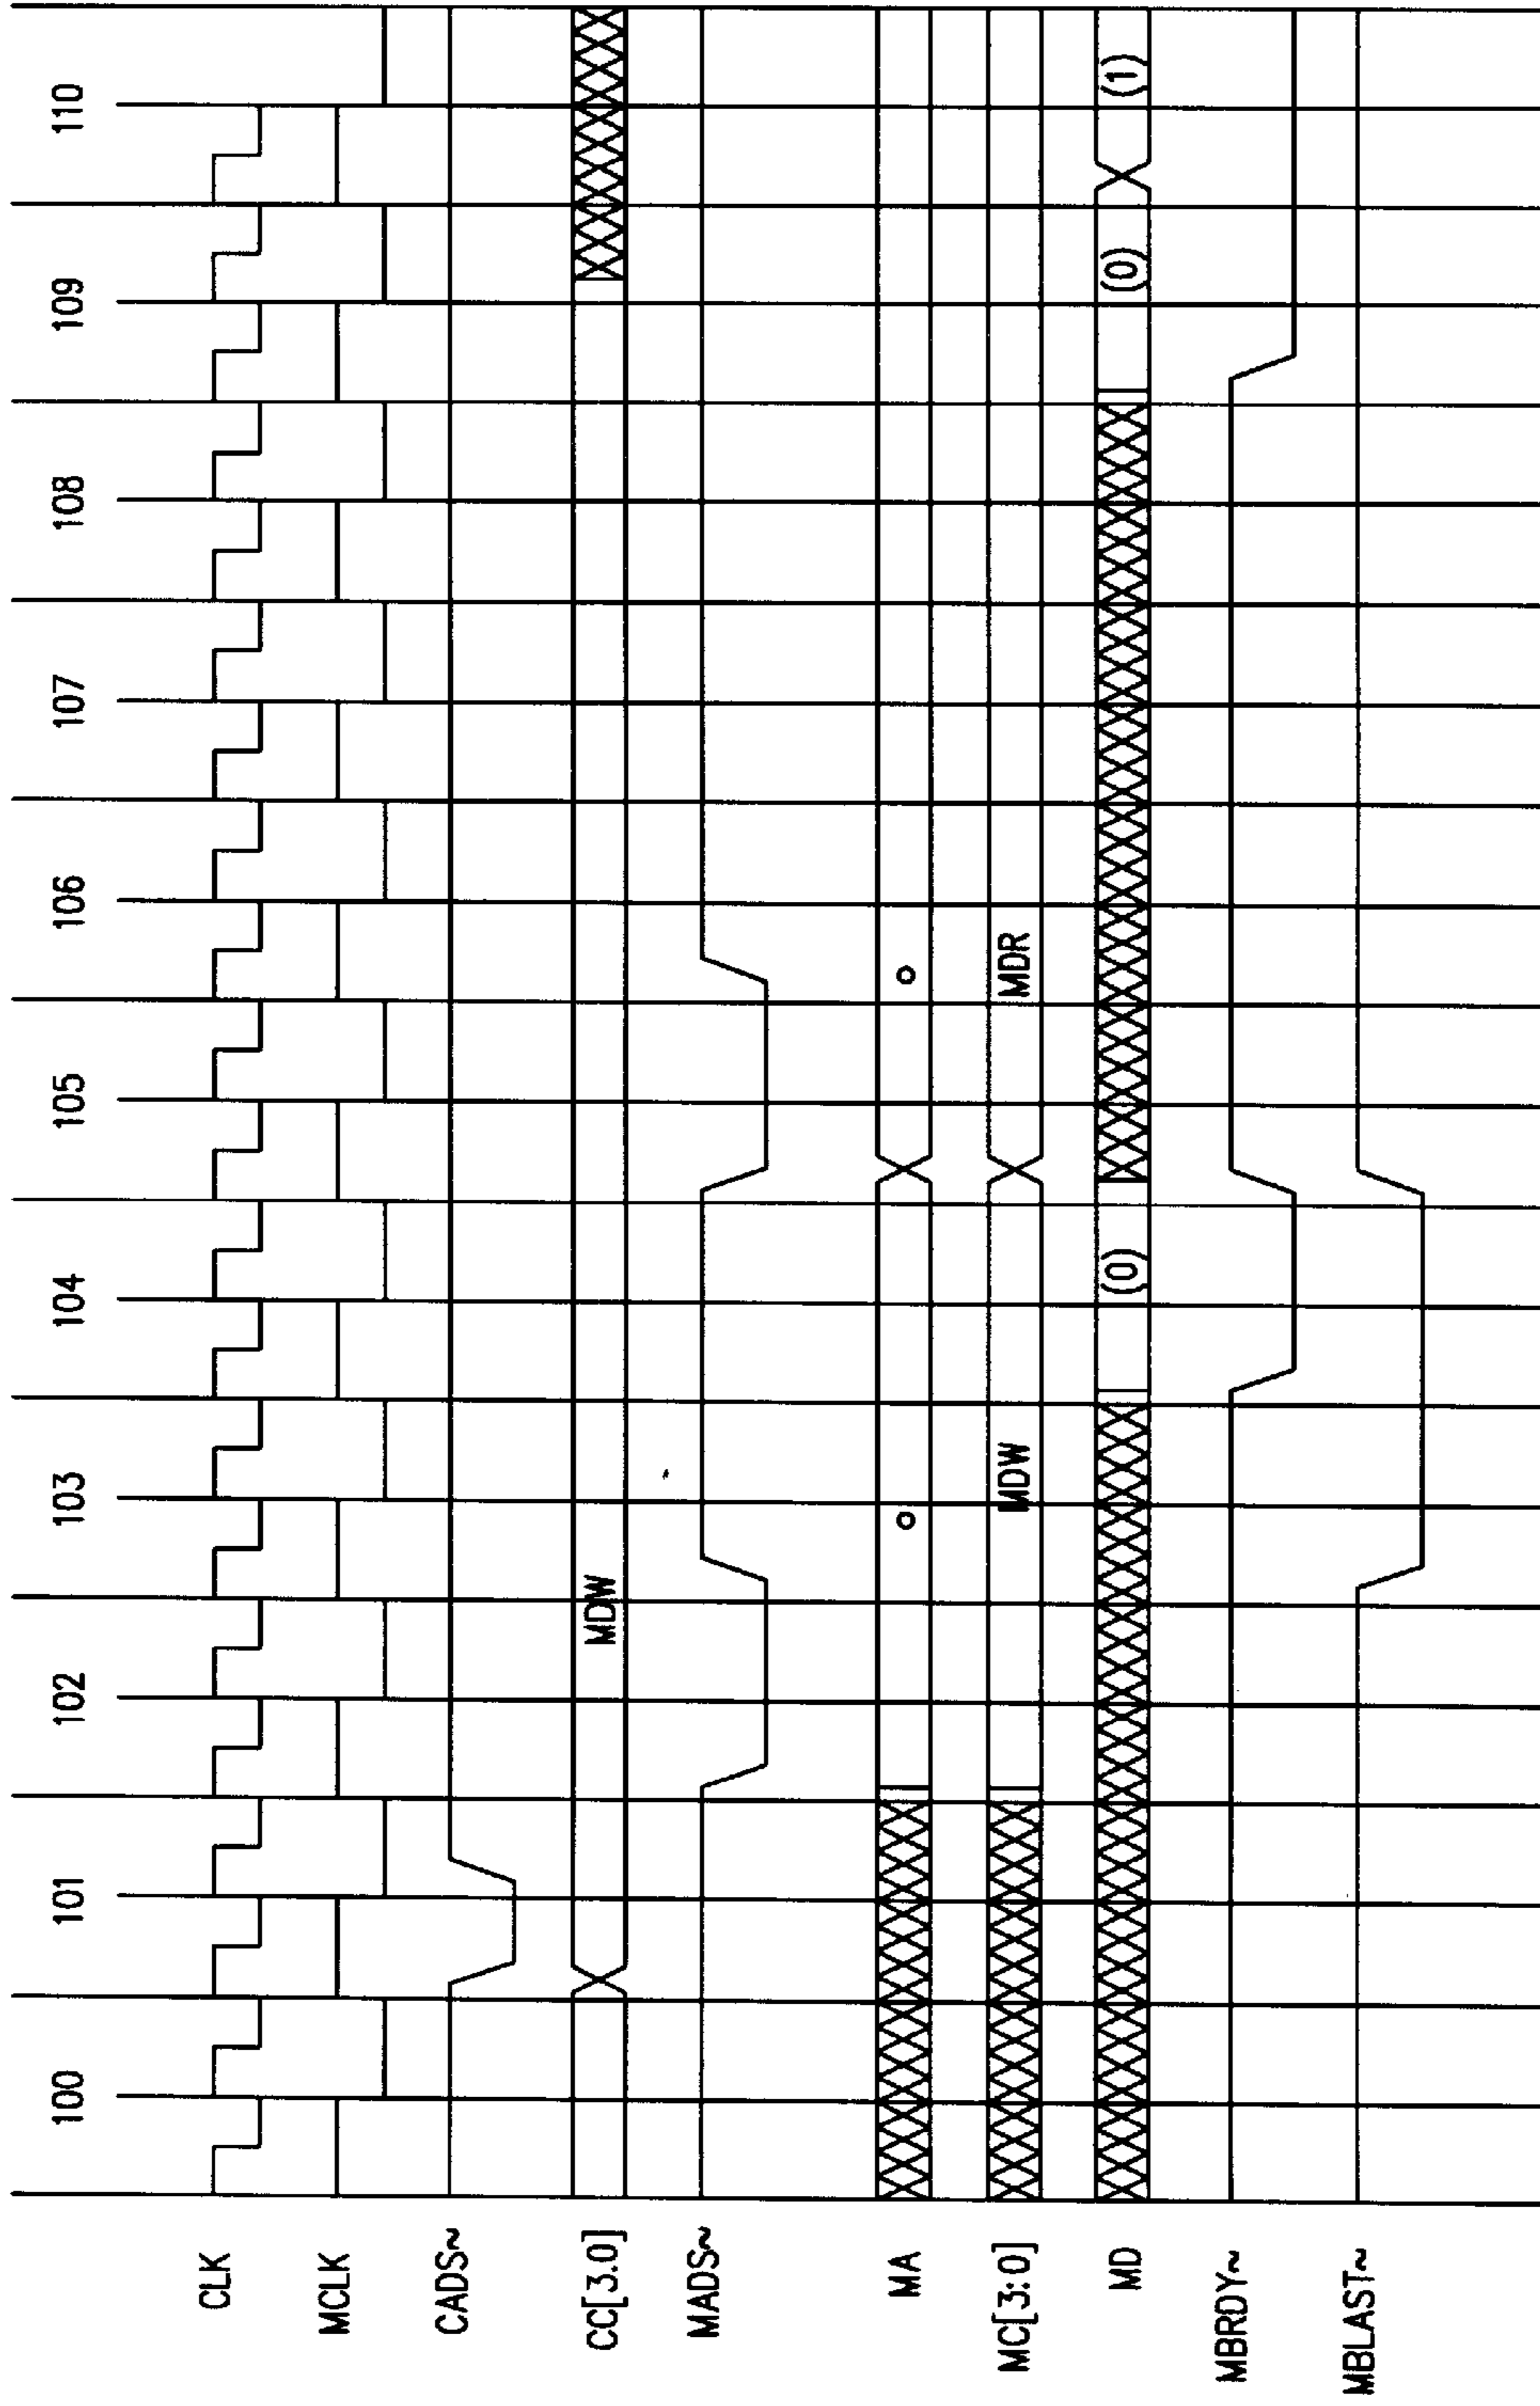 100 101 102 103 104 105 106 107 108 109 110
CLK
MCLK
CADS~
CC[3.0] MDW
MADS~
MA o o
MC[3:0] MDW MDR
MD (0) (0) (1)
MBRDY~
MBLAST~